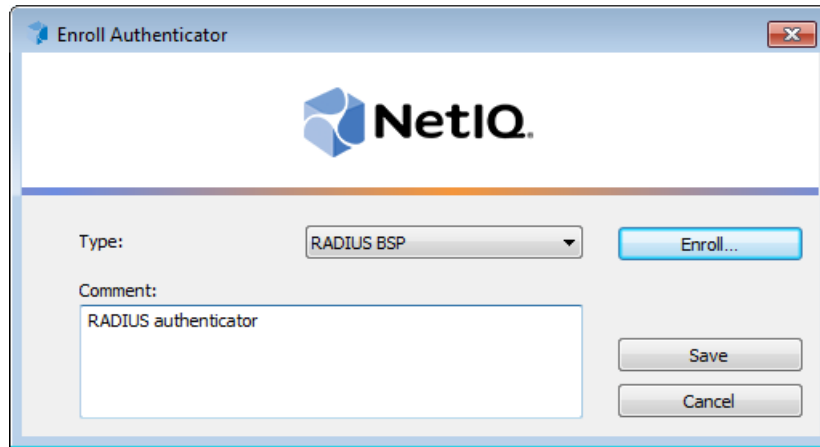 Enroll Authenticator
NetIQ.
Type:
RADIUS BSP
Enroll...
Comment:
RADIUS authenticator
Save
Cancel